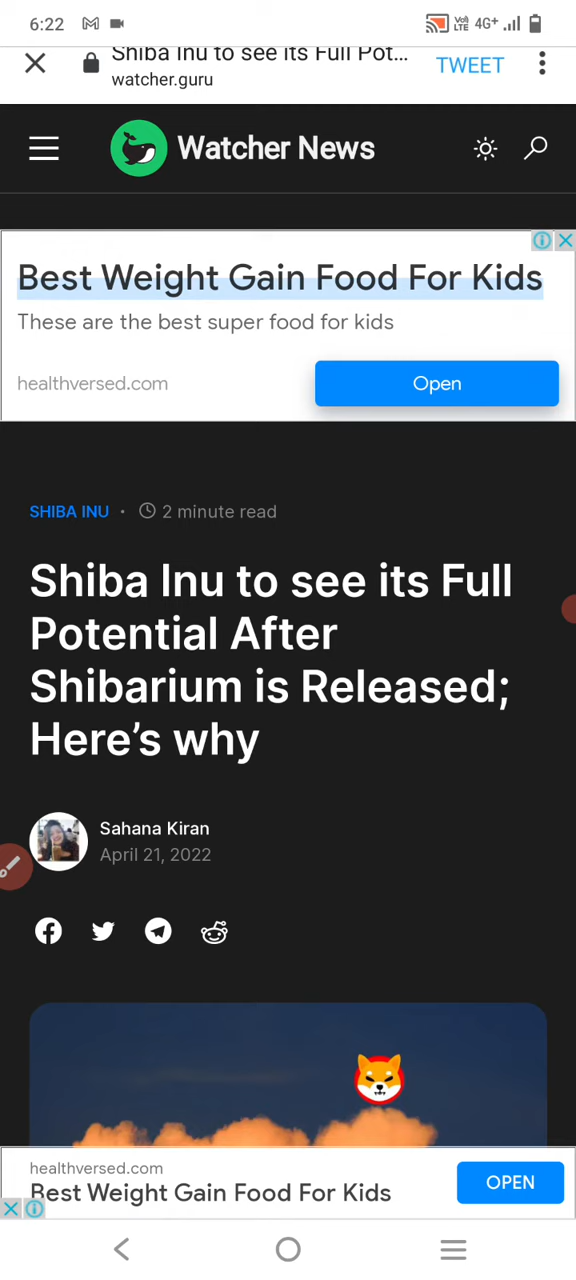 6:22
Vo)) LTE 4G+
Shiba Inu to see its Full Pot...
watcher.guru
TWEET
Watcher News
Best Weight Gain Food For Kids
These are the best super food for kids
healthversed.com
Open
SHIBA INU • 2 minute read
Shiba Inu to see its Full
Potential After
Shibarium is Released;
Here’s why
Sahana Kiran
April 21, 2022
healthversed.com
Best Weight Gain Food For Kids
OPEN